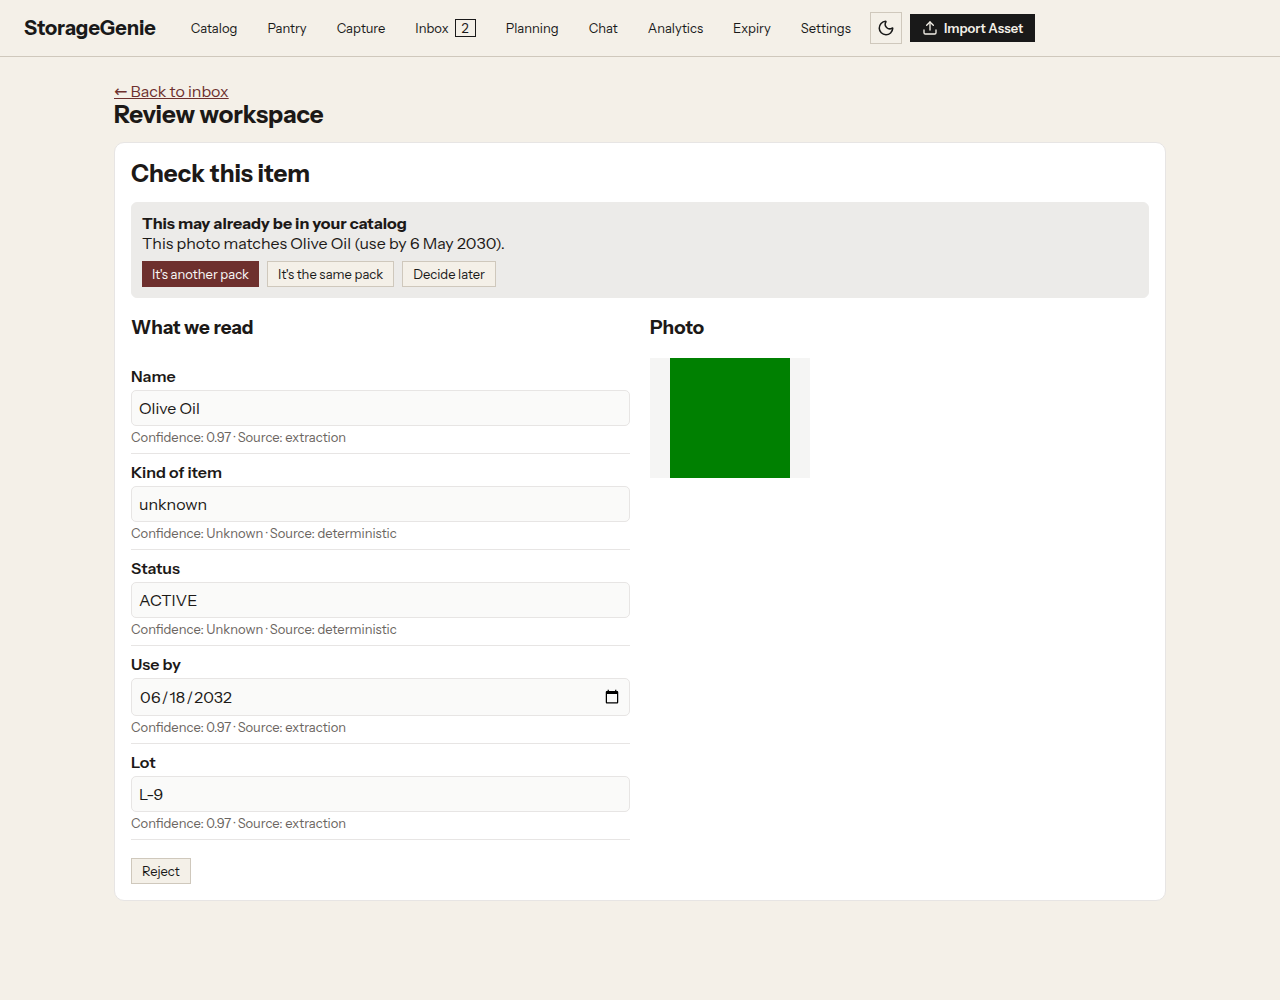 StorageGenie
Catalog
Pantry
Capture
Inbox 2
Planning
Chat
Analytics
Expiry
Settings
Import Asset
← Back to inbox
Review workspace
Check this item
This may already be in your catalog
This photo matches Olive Oil (use by 6 May 2030).
It's another pack
It's the same pack
Decide later
What we read
Name
Olive Oil
Confidence: 0.97 · Source: extraction
Kind of item
unknown
Confidence: Unknown · Source: deterministic
Status
ACTIVE
Confidence: Unknown · Source: deterministic
Use by
06/18/2032
Confidence: 0.97 · Source: extraction
Lot
L-9
Confidence: 0.97 · Source: extraction
Reject
Photo